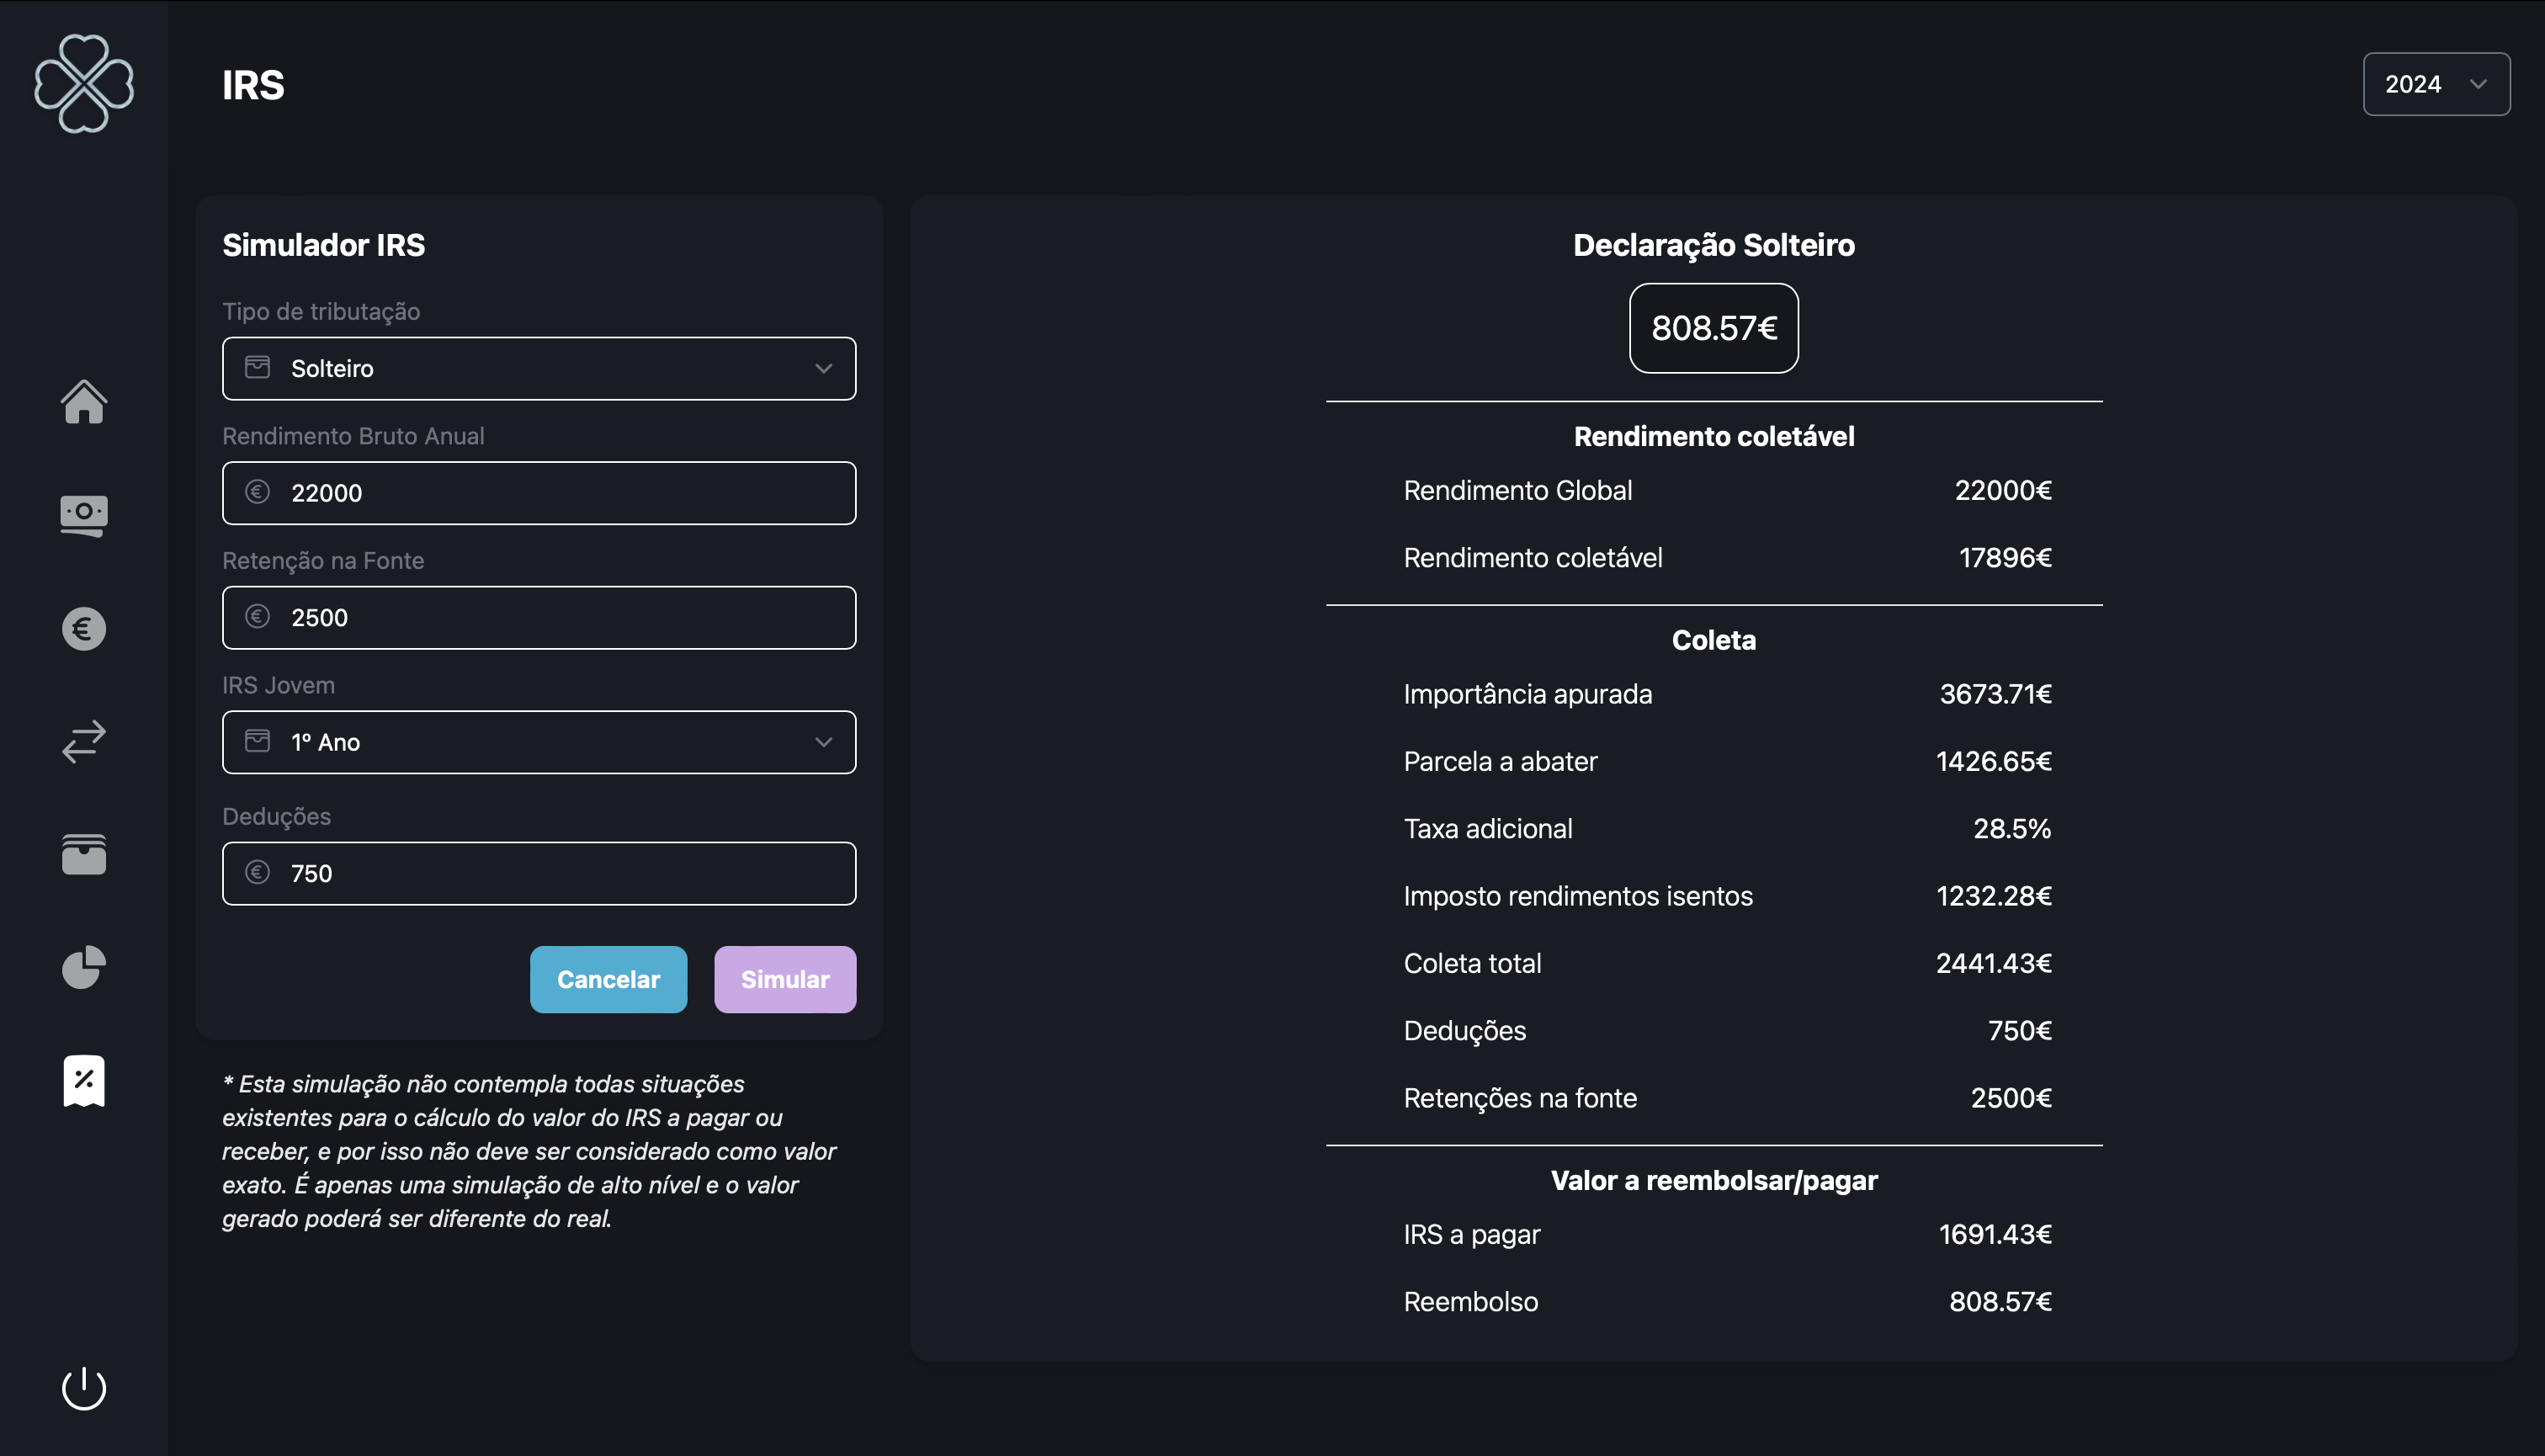 IRS
2024
Simulador IRS
Tipo de tributação
Solteiro
Rendimento Bruto Anual
€ 22000
Retenção na Fonte
€ 2500
IRS Jovem
1º Ano
Deduções
€ 750
Cancelar Simular
* Esta simulação não contempla todas situações
existentes para o cálculo do valor do IRS a pagar ou
receber, e por isso não deve ser considerado como valor
exato. É apenas uma simulação de alto nível e o valor
gerado poderá ser diferente do real.
Declaração Solteiro
808.57€
Rendimento coletável
Rendimento Global 22000€
Rendimento coletável 17896€
Coleta
Importância apurada 3673.71€
Parcela a abater 1426.65€
Taxa adicional 28.5%
Imposto rendimentos isentos 1232.28€
Coleta total 2441.43€
Deduções 750€
Retenções na fonte 2500€
Valor a reembolsar/pagar
IRS a pagar 1691.43€
Reembolso 808.57€